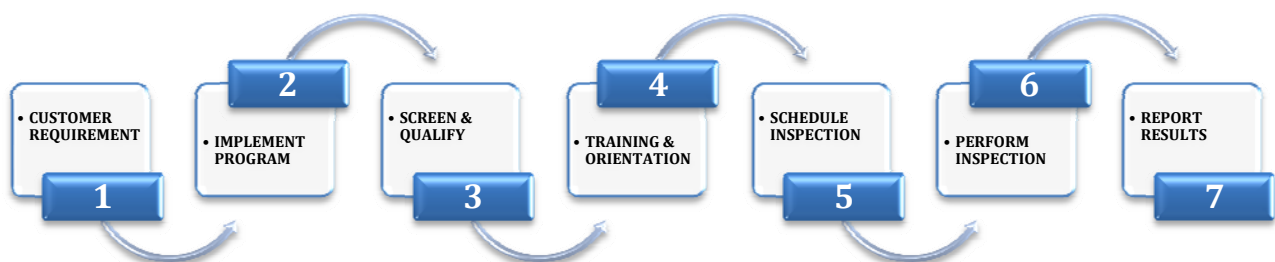 • CUSTOMER
REQUIREMENT
1
2
• IMPLEMENT
PROGRAM
• SCREEN &
QUALIFY
3
4
• TRAINING &
ORIENTATION
• SCHEDULE
INSPECTION
5
6
• PERFORM
INSPECTION
• REPORT
RESULTS
7